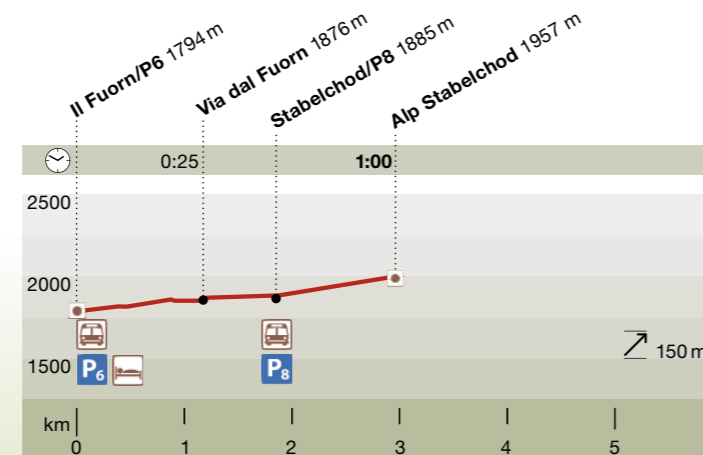 Il Fuorn/P6 1794 m
Via dal Fuorn 1876 m
Stabelchod/P8 1885 m
Alp Stabelchod 1957 m
0:25 1:00
2500
2000
1500
P6
P8
150 m
km
0 1 2 3 4 5